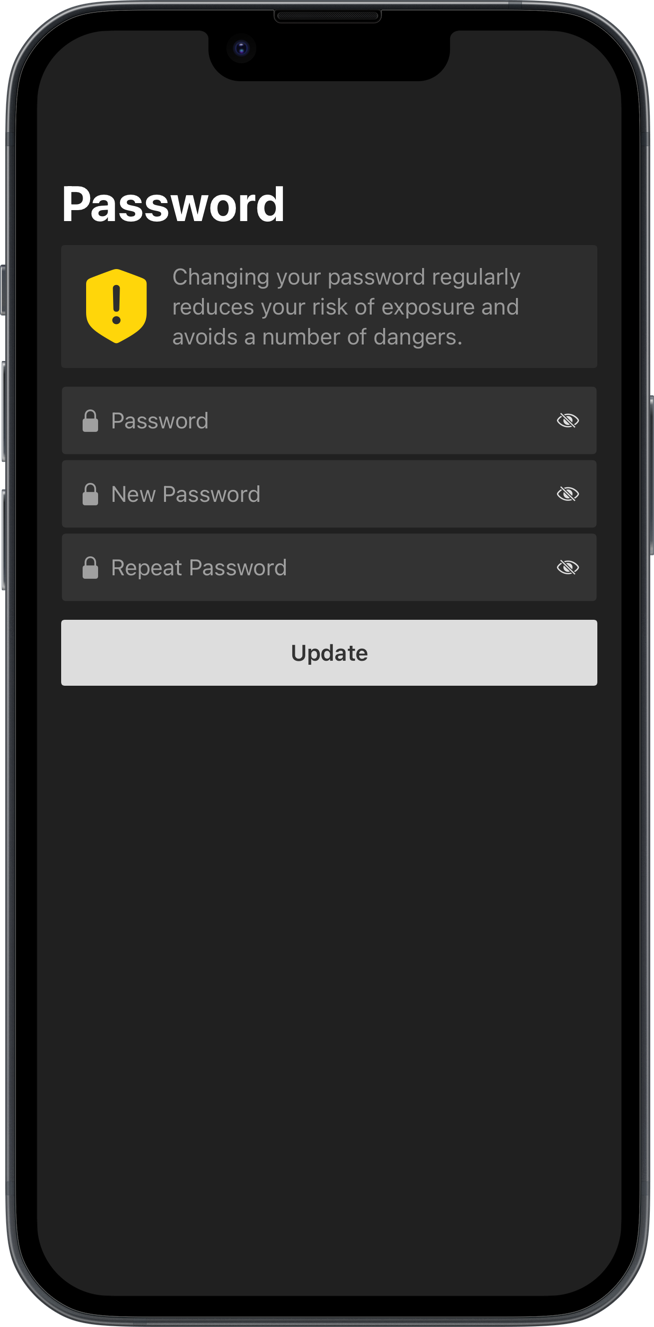 Password
Changing your password regularly
reduces your risk of exposure and
avoids a number of dangers.
Password
New Password
Repeat Password
Update